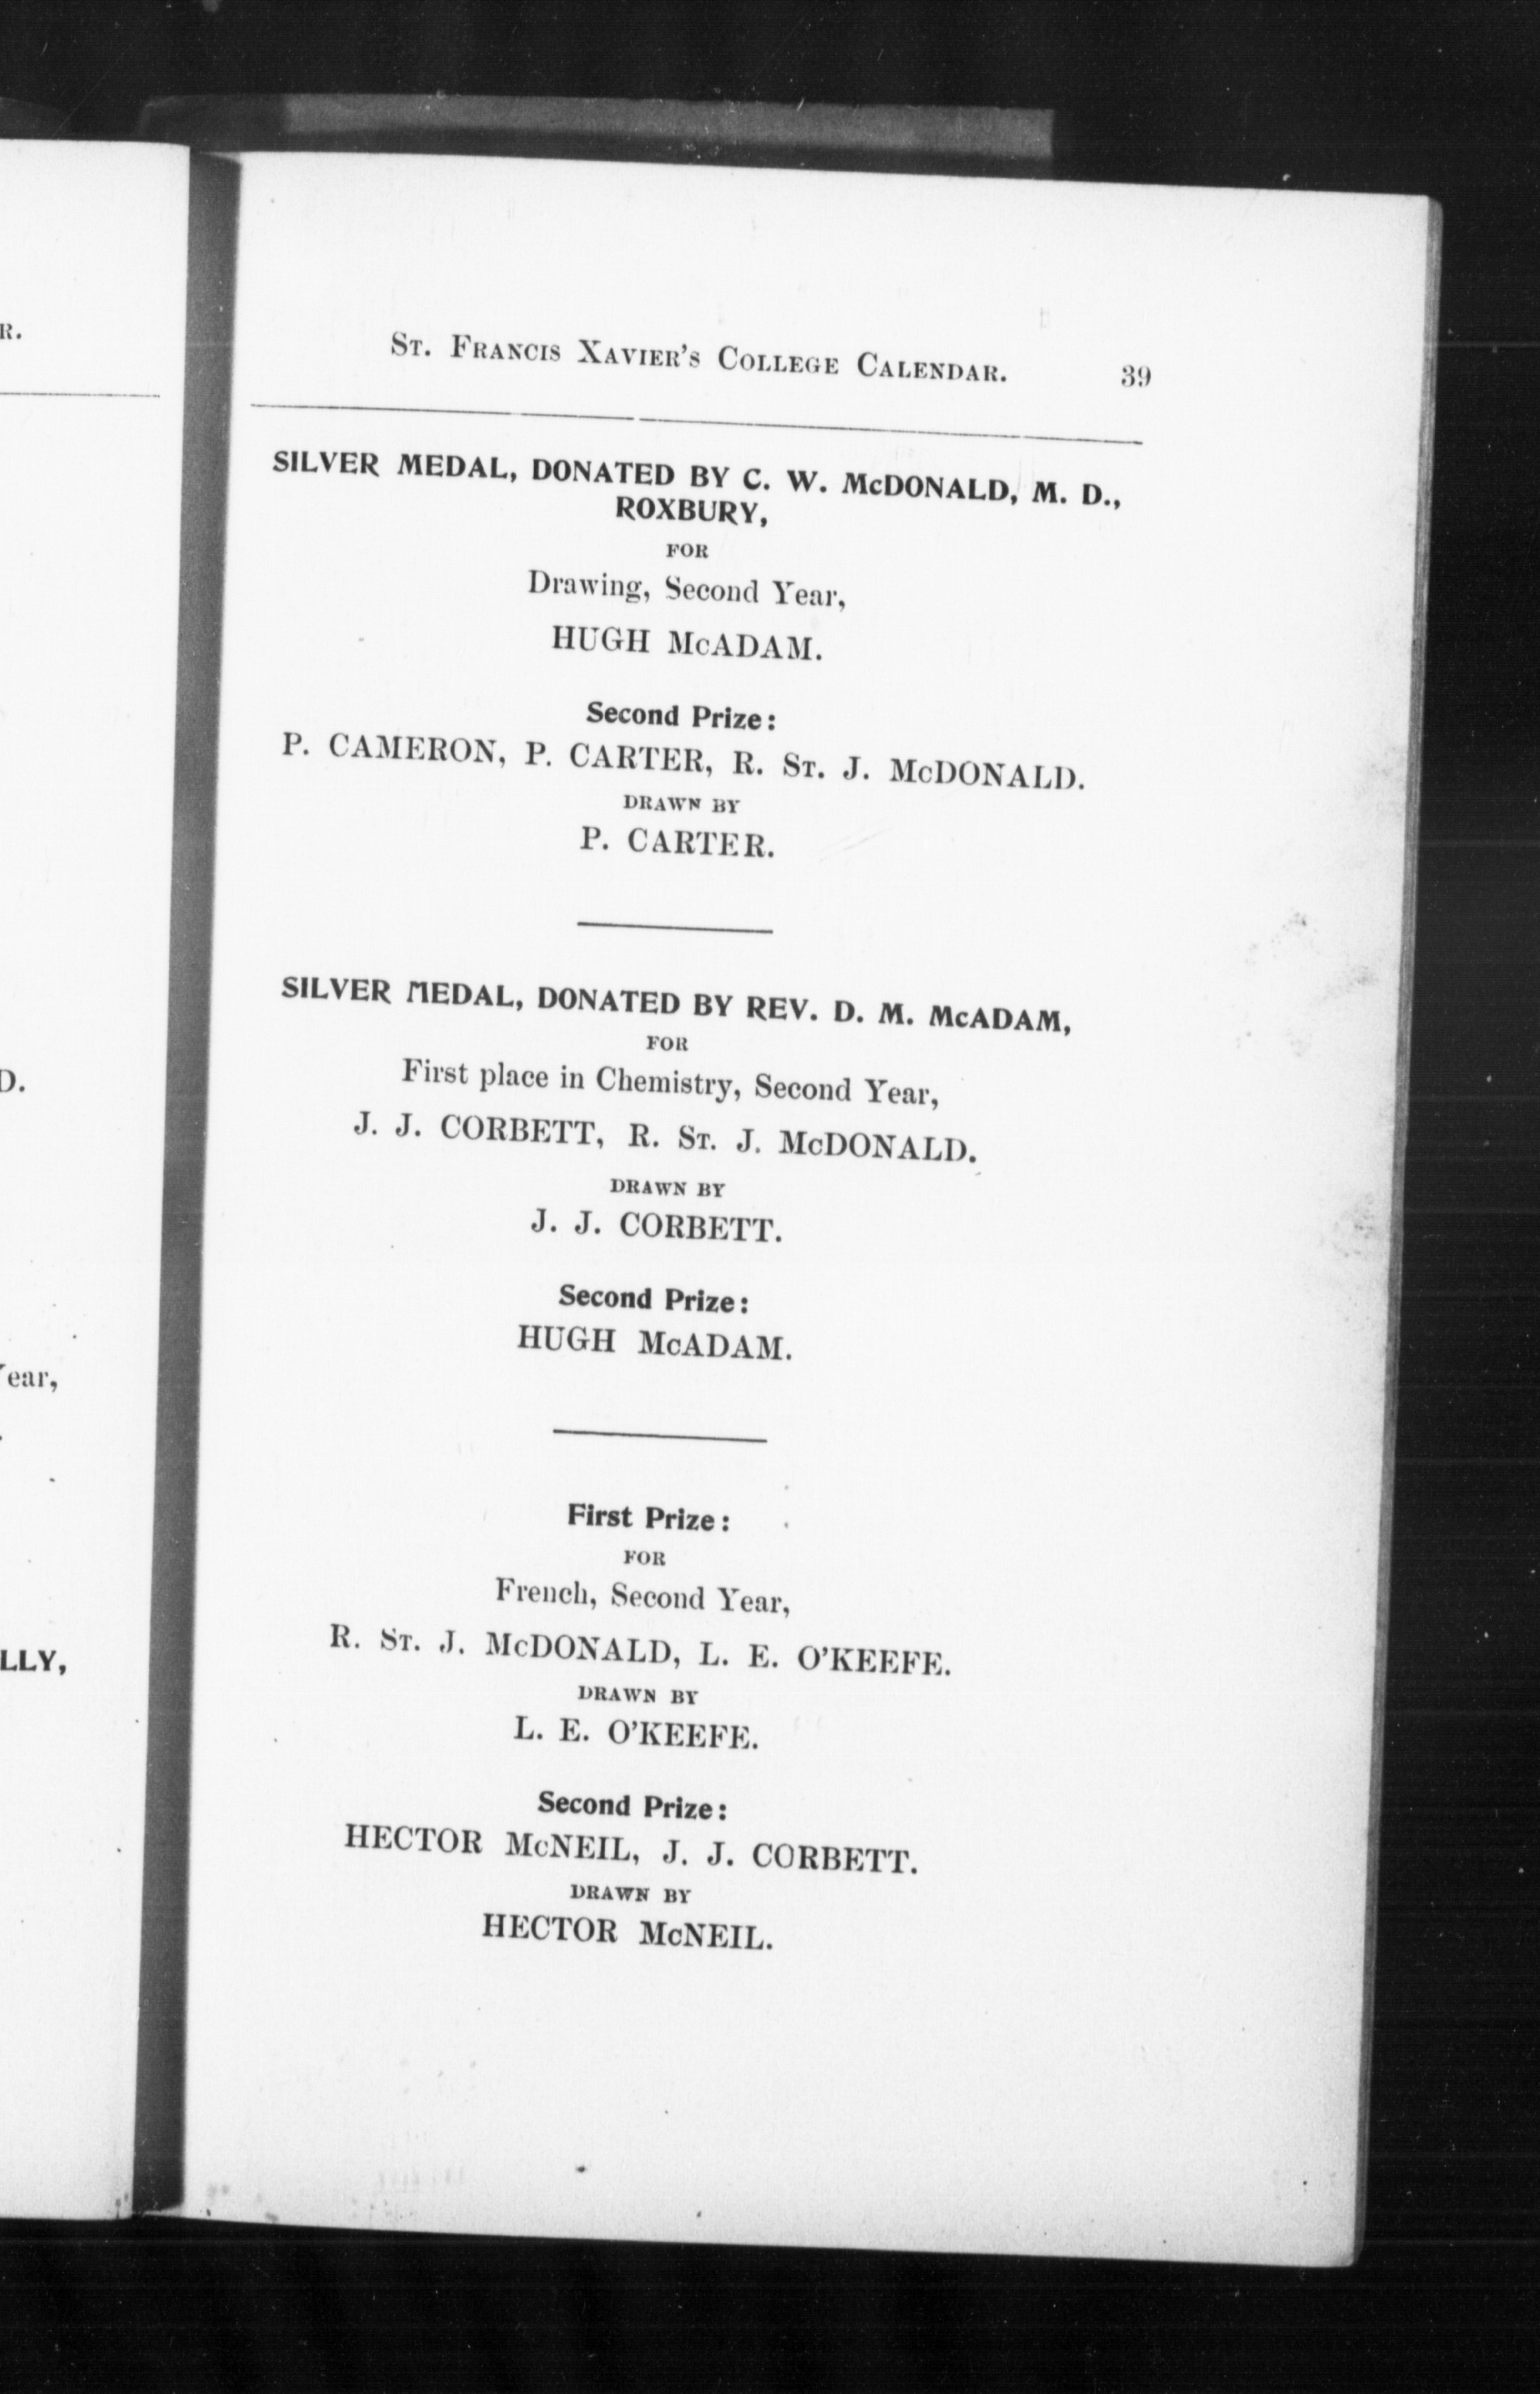 R.
D.
ear,
LLY,
ST. FRANCIS XAVIER'S COLLEGE CALENDAR. 39
SILVER MEDAL, DONATED BY C. W. McDONALD, M. D.,
ROXBURY,
FOR
Drawing, Second Year,
HUGH McADAM.
Second Prize:
P. CAMERON, P. CARTER, R. ST. J. McDONALD.
DRAWN BY
P. CARTER.
SILVER MEDAL, DONATED BY REV. D. M. McADAM,
FOR
First place in Chemistry, Second Year,
J. J. CORBETT, R. ST. J. McDONALD.
DRAWN BY
J. J. CORBETT.
Second Prize:
HUGH McADAM.
First Prize:
FOR
French, Second Year,
R. ST. J. McDONALD, L. E. O'KEEFE.
DRAWN BY
L. E. O'KEEFE.
Second Prize:
HECTOR McNEIL, J. J. CORBETT.
DRAWN BY
HECTOR McNEIL.